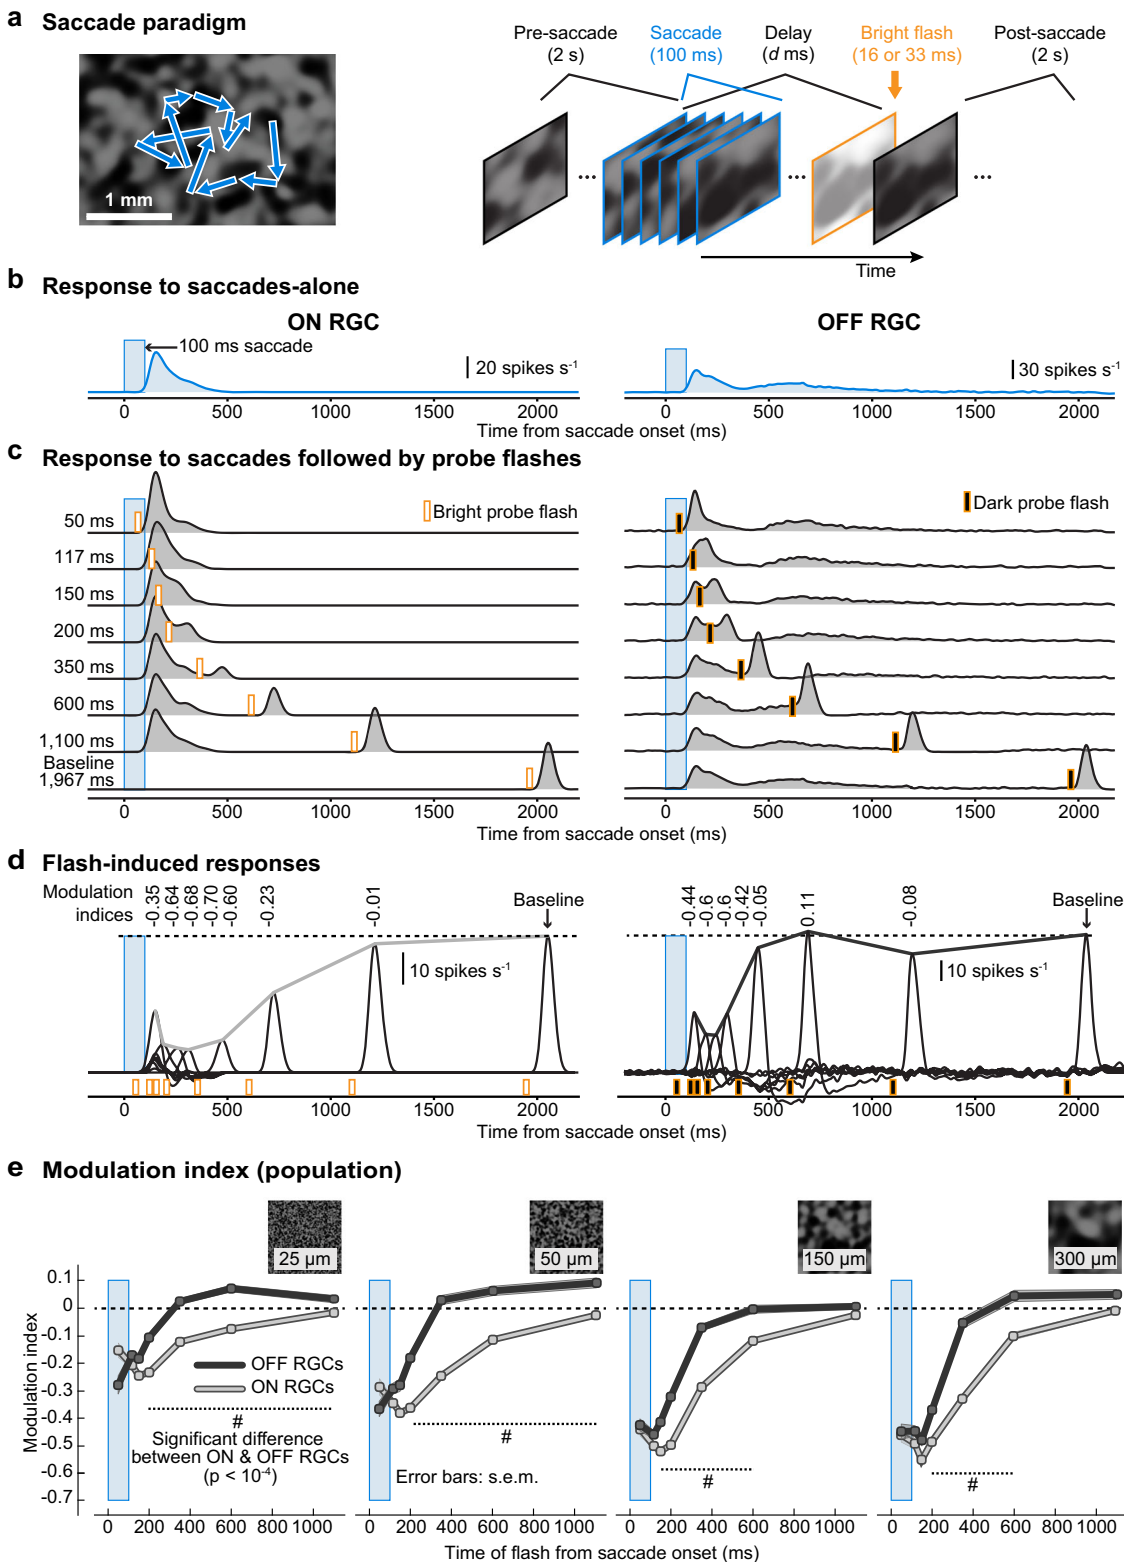 a Saccade paradigm
Pre-saccade (2 s)
Saccade (100 ms)
Delay (d ms)
Bright flash (16 or 33 ms)
Post-saccade (2 s)
1 mm
... ... ...
Time
b Response to saccades-alone
ON RGC
OFF RGC
100 ms saccade
20 spikes s-1
30 spikes s-1
0 500 1000 1500 2000
0 500 1000 1500 2000
Time from saccade onset (ms)
c Response to saccades followed by probe flashes
Bright probe flash
Dark probe flash
50 ms
117 ms
150 ms
200 ms
350 ms
600 ms
1,100 ms
Baseline
1,967 ms
0 500 1000 1500 2000
0 500 1000 1500 2000
Time from saccade onset (ms)
d Flash-induced responses
Modulation indices
-0.35 -0.64 -0.68 -0.70 -0.60 -0.23 -0.01
Baseline
-0.44 -0.6 -0.6 -0.42 -0.05 0.11 -0.08
Baseline
10 spikes s-1
10 spikes s-1
0 500 1000 1500 2000
0 500 1000 1500 2000
Time from saccade onset (ms)
e Modulation index (population)
25 µm
50 µm
150 µm
300 µm
Modulation index
0.1
0
-0.1
-0.2
-0.3
-0.4
-0.5
-0.6
-0.7
OFF RGCs
ON RGCs
#
Significant difference
between ON & OFF RGCs
(p < 10-4)
#
Error bars: s.e.m.
#
#
0 200 400 600 800 1000
0 200 400 600 800 1000
0 200 400 600 800 1000
0 200 400 600 800 1000
Time of flash from saccade onset (ms)